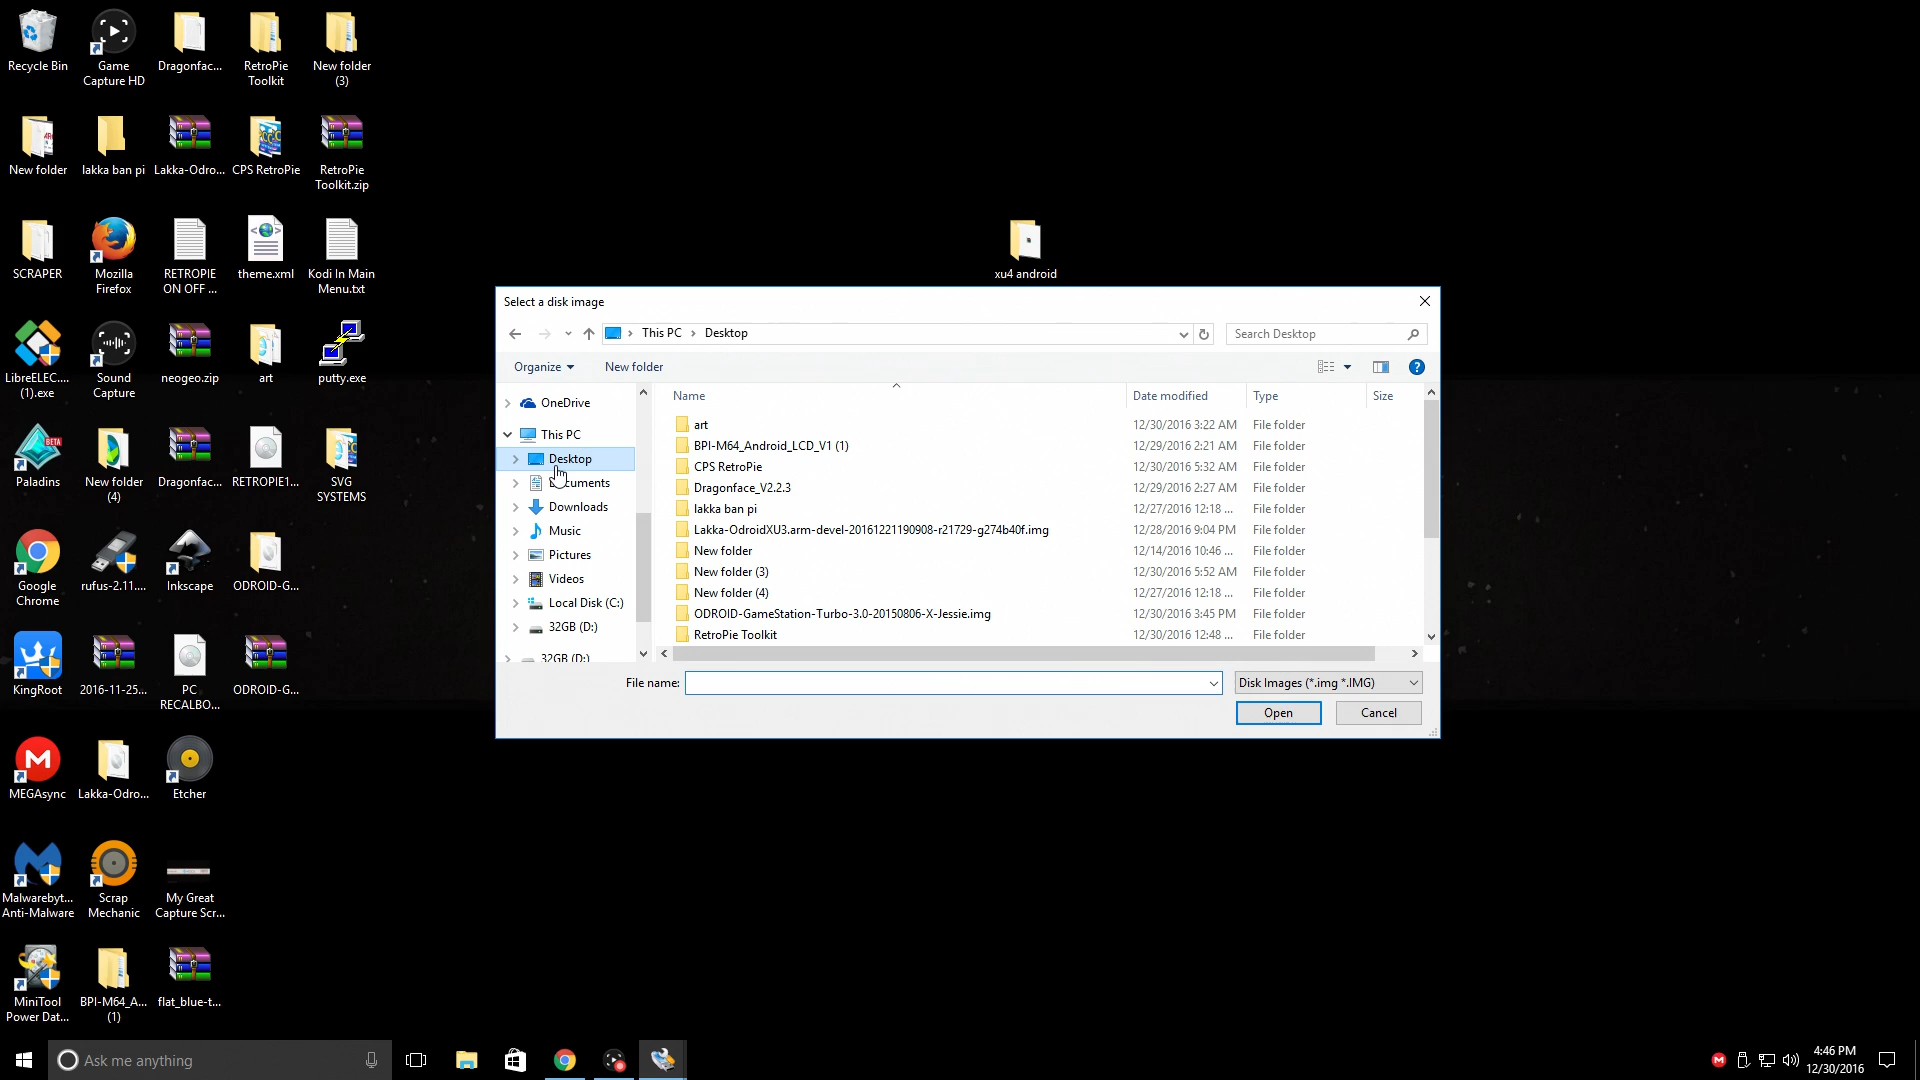 Recycle Bin
Game
Capture HD
Dragonfac...
RetroPie
Toolkit
New folder
(3)
New folder
lakka ban pi
Lakka-Odro...
CPS RetroPie
RetroPie
Toolkit.zip
SCRAPER
Mozilla
Firefox
RETROPIE
ON OFF ...
theme.xml
Kodi In Main
Menu.txt
xu4 android
LibreELEC....
(1).exe
Sound
Capture
neogeo.zip
art
putty.exe
BETA
Paladins
New folder
(4)
Dragonfac...
RETROPIE1...
SVG
SYSTEMS
Google
Chrome
rufus-2.11....
Inkscape
ODROID-G...
KingRoot
2016-11-25...
PC
RECALBO...
ODROID-G...
MEGAsync
Lakka-Odro...
Etcher
Malwarebyt...
Anti-Malware
Scrap
Mechanic
My Great
Capture Scr...
MiniTool
Power Dat...
BPI-M64_A...
(1)
flat_blue-t...
Select a disk image
This PC
Desktop
Search Desktop
Organize
New folder
OneDrive
This PC
Desktop
cuments
Downloads
Music
Pictures
Videos
Local Disk (C:)
32GB (D:)
32GB (D:)
Name Date modified Type Size
art 12/30/2016 3:22 AM File folder
BPI-M64_Android_LCD_V1 (1) 12/29/2016 2:21 AM File folder
CPS RetroPie 12/30/2016 5:32 AM File folder
Dragonface_V2.2.3 12/29/2016 2:27 AM File folder
lakka ban pi 12/27/2016 12:18 ... File folder
Lakka-OdroidXU3.arm-devel-20161221190908-r21729-g274b40f.img 12/28/2016 9:04 PM File folder
New folder 12/14/2016 10:46 ... File folder
New folder (3) 12/30/2016 5:52 AM File folder
New folder (4) 12/27/2016 12:18 ... File folder
ODROID-GameStation-Turbo-3.0-20150806-X-Jessie.img 12/30/2016 3:45 PM File folder
RetroPie Toolkit 12/30/2016 12:48 ... File folder
File name:
Disk Images (*.img *.IMG)
Open
Cancel
Ask me anything
4:46 PM
12/30/2016